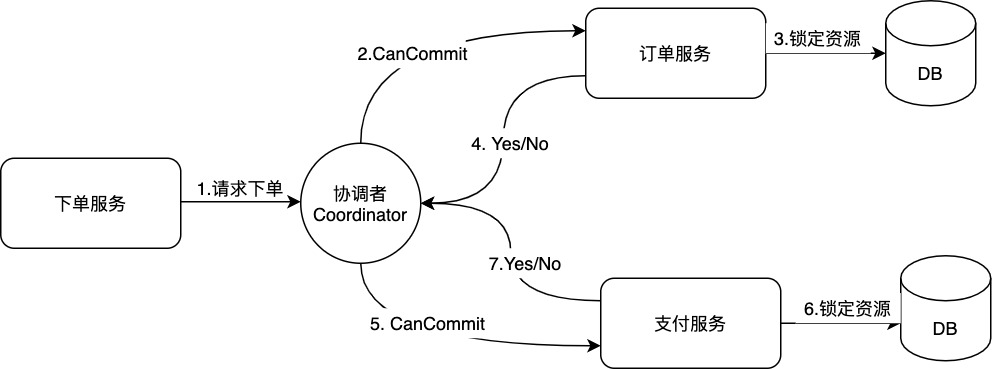 2.CanCommit
订单服务
3.锁定资源
DB
4. Yes/No
下单服务
1.请求下单
协调者
Coordinator
7.Yes/No
5. CanCommit
支付服务
6.锁定资源
DB